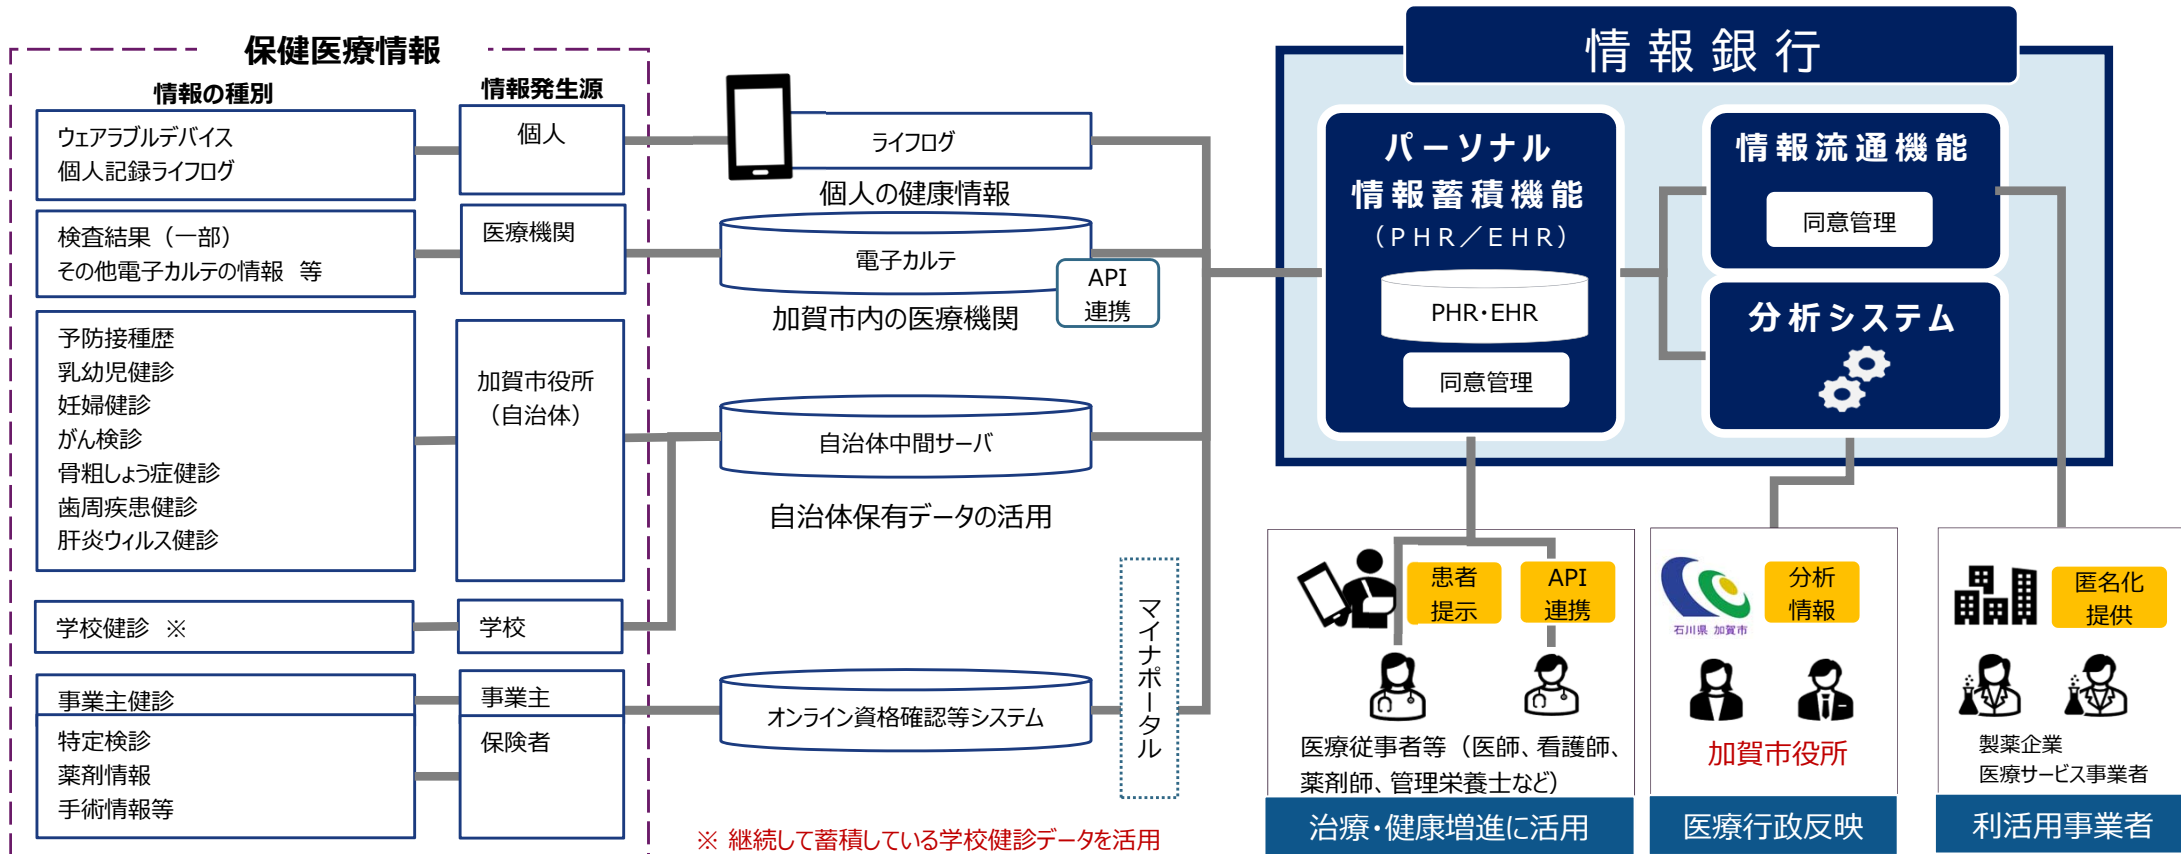 保健医療情報
情報の種別
情報発生源
ウェアラブルデバイス
個人記録ライフログ
個人
検査結果（一部）
その他電子カルテの情報　等
医療機関
予防接種歴
乳幼児健診
妊婦健診
がん検診
骨粗しょう症健診
歯周疾患健診
肝炎ウィルス健診
加賀市役所
（自治体）
学校健診　※
学校
事業主健診
事業主
特定検診
薬剤情報
手術情報等
保険者
ライフログ
個人の健康情報
電子カルテ
API
連携
加賀市内の医療機関
自治体中間サーバ
自治体保有データの活用
オンライン資格確認等システム
マイナポータル
※ 継続して蓄積している学校健診データを活用
情報銀行
パーソナル
情報蓄積機能
（PHR／EHR）
PHR・EHR
同意管理
情報流通機能
同意管理
分析システム
患者
提示
API
連携
医療従事者等（医師、看護師、
薬剤師、管理栄養士など）
治療・健康増進に活用
石川県 加賀市
分析
情報
加賀市役所
医療行政反映
匿名化
提供
製薬企業
医療サービス事業者
利活用事業者